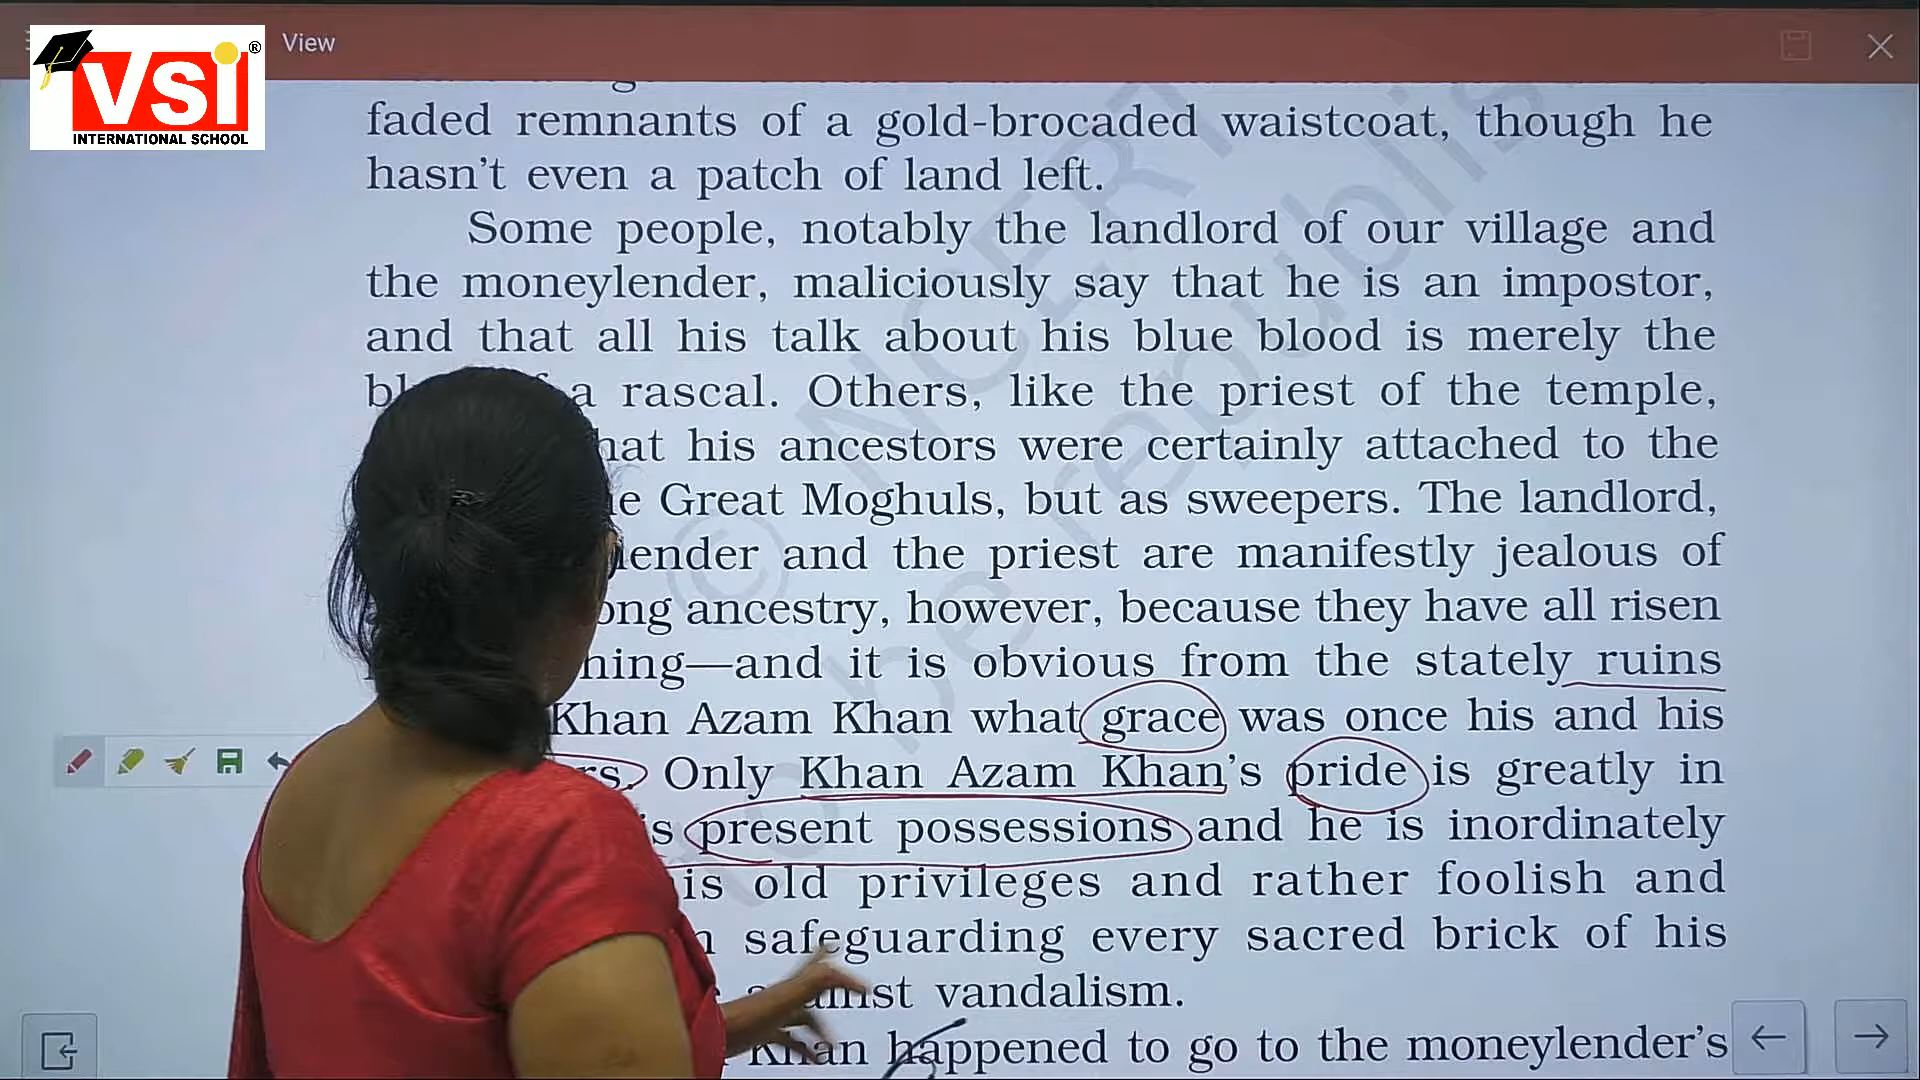 VSI ®
INTERNATIONAL SCHOOL
View
faded remnants of a gold-brocaded waistcoat, though he
hasn't even a patch of land left.
Some people, notably the landlord of our village and
the moneylender, maliciously say that he is an impostor,
and that all his talk about his blue blood is merely the
a rascal. Others, like the priest of the temple,
that his ancestors were certainly attached to the
Great Moghuls, but as sweepers. The landlord,
and the priest are manifestly jealous of
ancestry, however, because they have all risen
—and it is obvious from the stately ruins
Khan Azam Khan what grace was once his and his
Only Khan Azam Khan's pride is greatly in
present possessions and he is inordinately
old privileges and rather foolish and
safeguarding every sacred brick of his
against vandalism.
Khan happened to go to the moneylender's
© NCERT
be republis